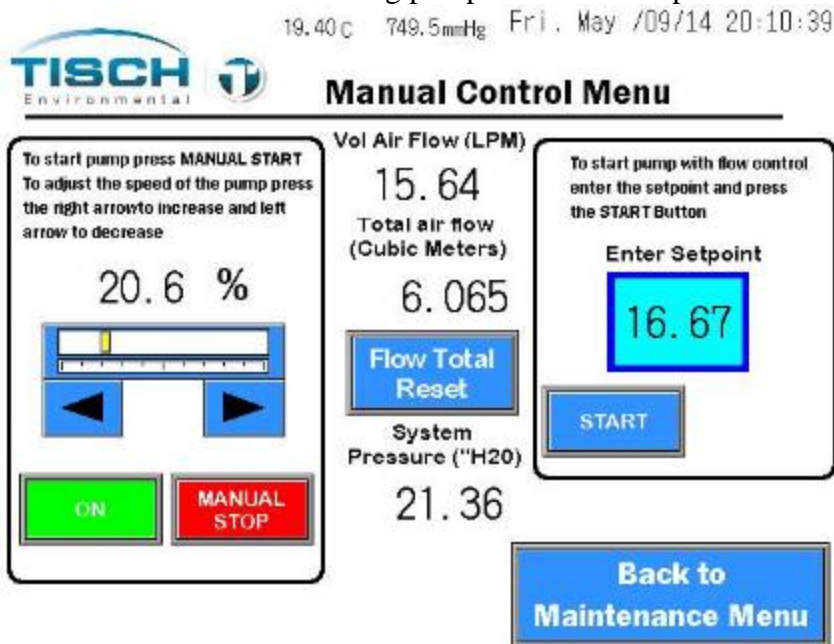 19.40 C 749.5mmHg Fri. May /09/14 20:10:39
TISCH
Environmental
Manual Control Menu
To start pump press MANUAL START
To adjust the speed of the pump press
the right arrowto increase and left
arrow to decrease
20.6 %
ON
MANUAL
STOP
Vol Air Flow (LPM)
15.64
Total air flow
(Cubic Meters)
6.065
Flow Total
Reset
System
Pressure ("H20)
21.36
To start pump with flow control
enter the setpoint and press
the START Button
Enter Setpoint
16.67
START
Back to
Maintenance Menu